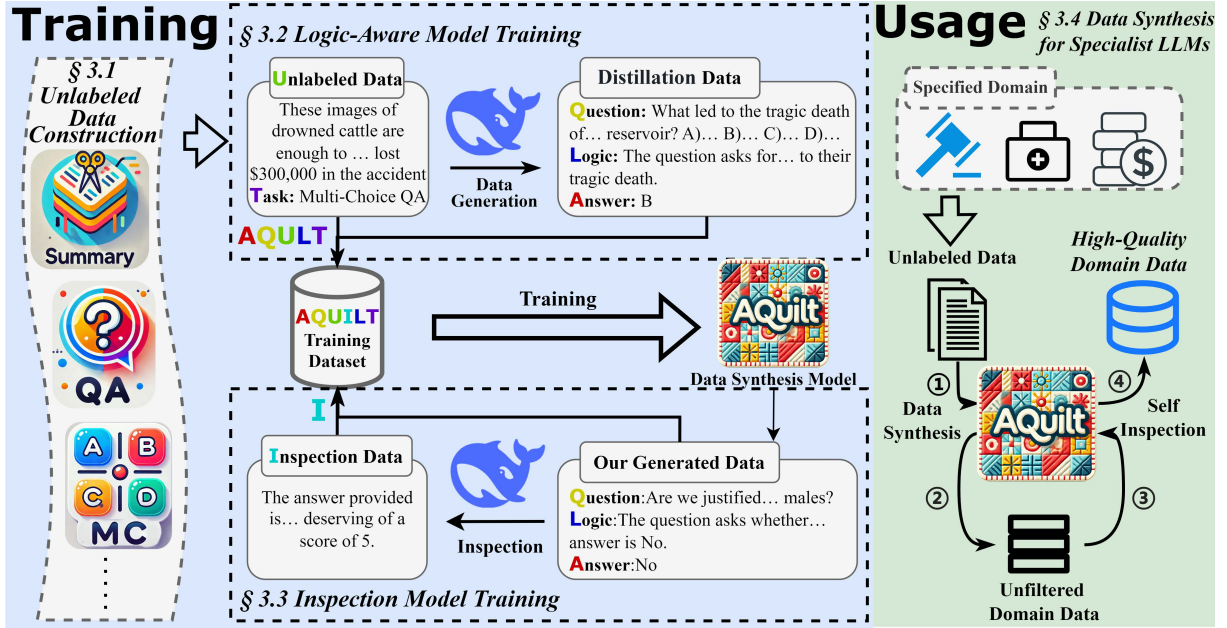 Training
§ 3.1
Unlabeled
Data
Construction
Summary
?
QA
A B
C D
MC
§ 3.2 Logic-Aware Model Training
Unlabeled Data
These images of
drowned cattle are
enough to … lost
$300,000 in the accident
Task: Multi-Choice QA
Data
Generation
Distillation Data
Question: What led to the tragic death
of… reservoir? A)… B)… C)… D)…
Logic: The question asks for… to their
tragic death.
Answer: B
AQULT
AQUILT
Training
Dataset
Training
AQuilt
Data Synthesis Model
I
Inspection Data
The answer provided
is… deserving of a
score of 5.
Inspection
Our Generated Data
Question:Are we justified… males?
Logic:The question asks whether…
answer is No.
Answer:No
§ 3.3 Inspection Model Training
Usage
§ 3.4 Data Synthesis
for Specialist LLMs
Specified Domain
$
Unlabeled Data
High-Quality
Domain Data
①
Data
Synthesis
AQuilt
④
Self
Inspection
②
③
Unfiltered
Domain Data